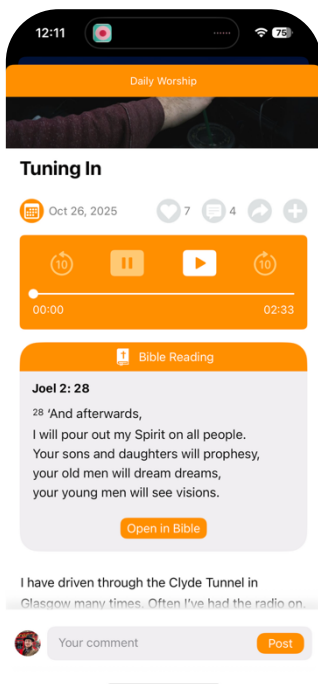 12:11
75
Daily Worship
Tuning In
Oct 26, 2025
7
4
10
10
00:00
02:33
Bible Reading
Joel 2: 28
28 ‘And afterwards,
I will pour out my Spirit on all people.
Your sons and daughters will prophesy,
your old men will dream dreams,
your young men will see visions.
Open in Bible
I have driven through the Clyde Tunnel in
Glasgow many times. Often I’ve had the radio on.
Your comment
Post